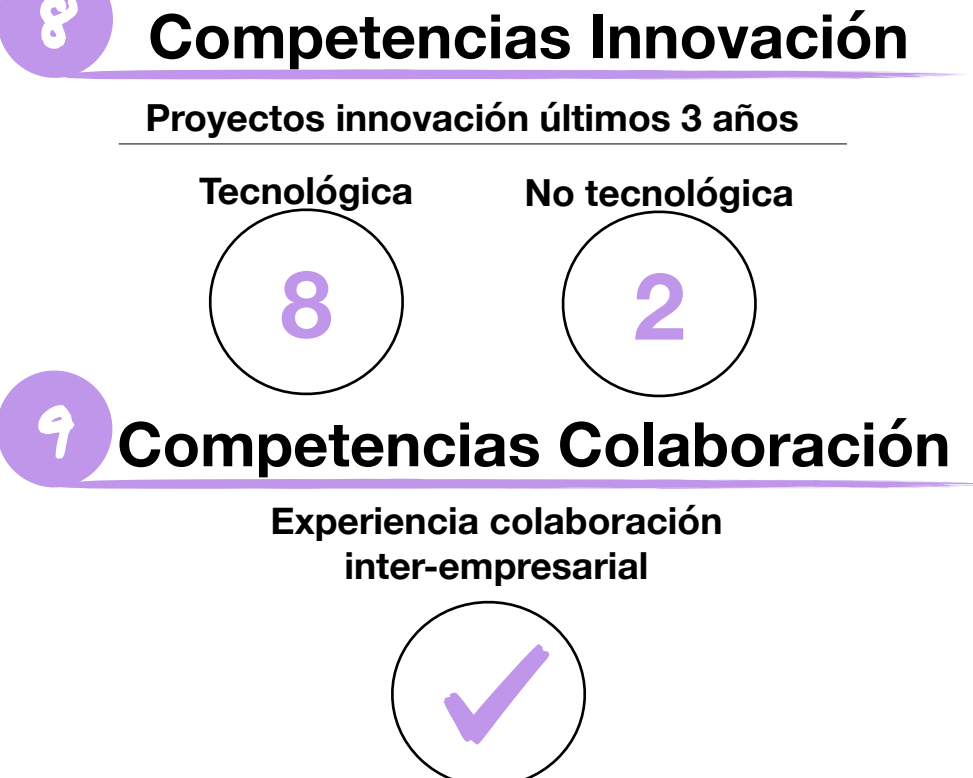 8
Competencias Innovación
Proyectos innovación últimos 3 años
Tecnológica
No tecnológica
8
2
9
Competencias Colaboración
Experiencia colaboración
inter-empresarial